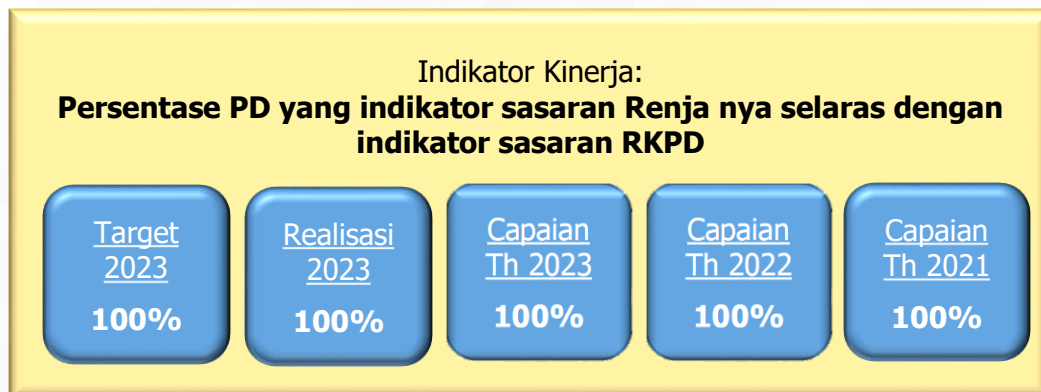 Indikator Kinerja:
Persentase PD yang indikator sasaran Renja nya selaras dengan
indikator sasaran RKPD
Target
2023
100%
Realisasi
2023
100%
Capaian
Th 2023
100%
Capaian
Th 2022
100%
Capaian
Th 2021
100%